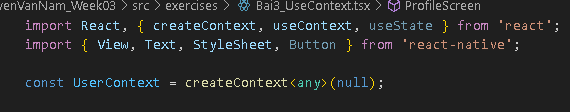 yenVanNam_Week03 > src > exercises > Bai3_UseContext.tsx > ProfileScreen
import React, { createContext, useContext, useState } from 'react';
import { View, Text, StyleSheet, Button } from 'react-native';
const UserContext = createContext<any>(null);